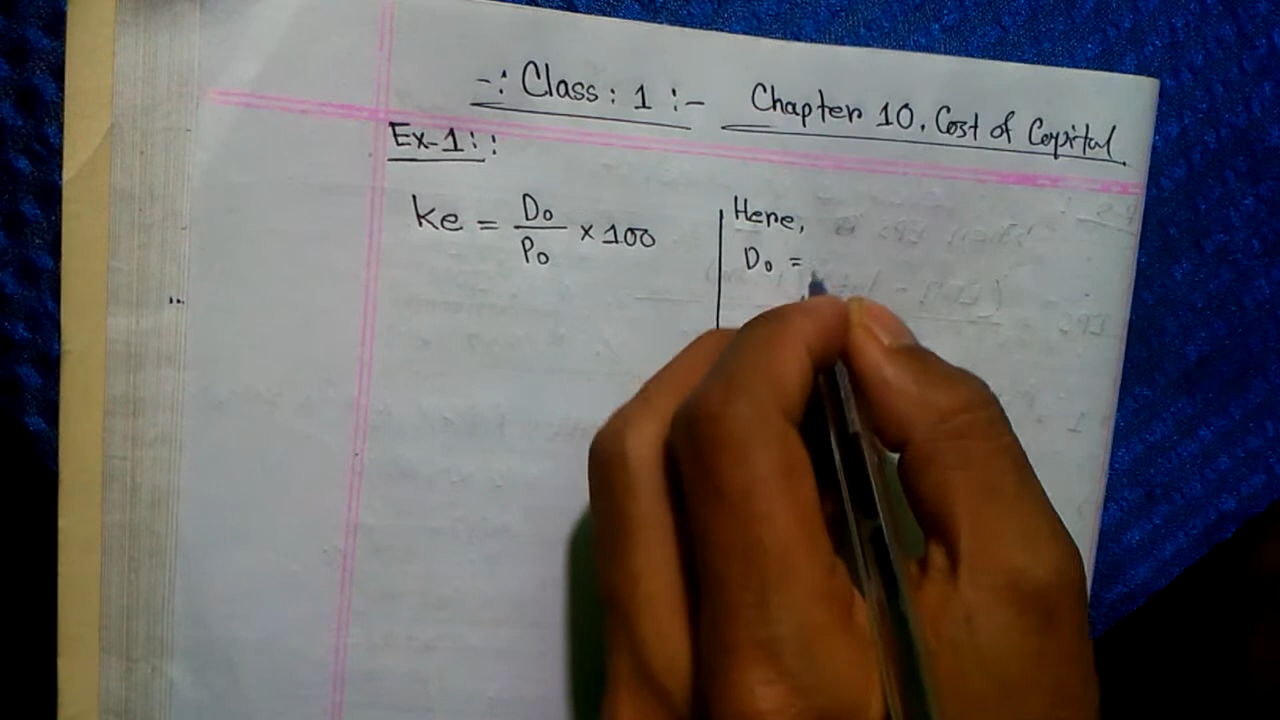 -: Class : 1 :- Chapter 10. Cost of Capital
Ex-1::
Ke = D₀/P₀ × 100
Here,
D₀ =